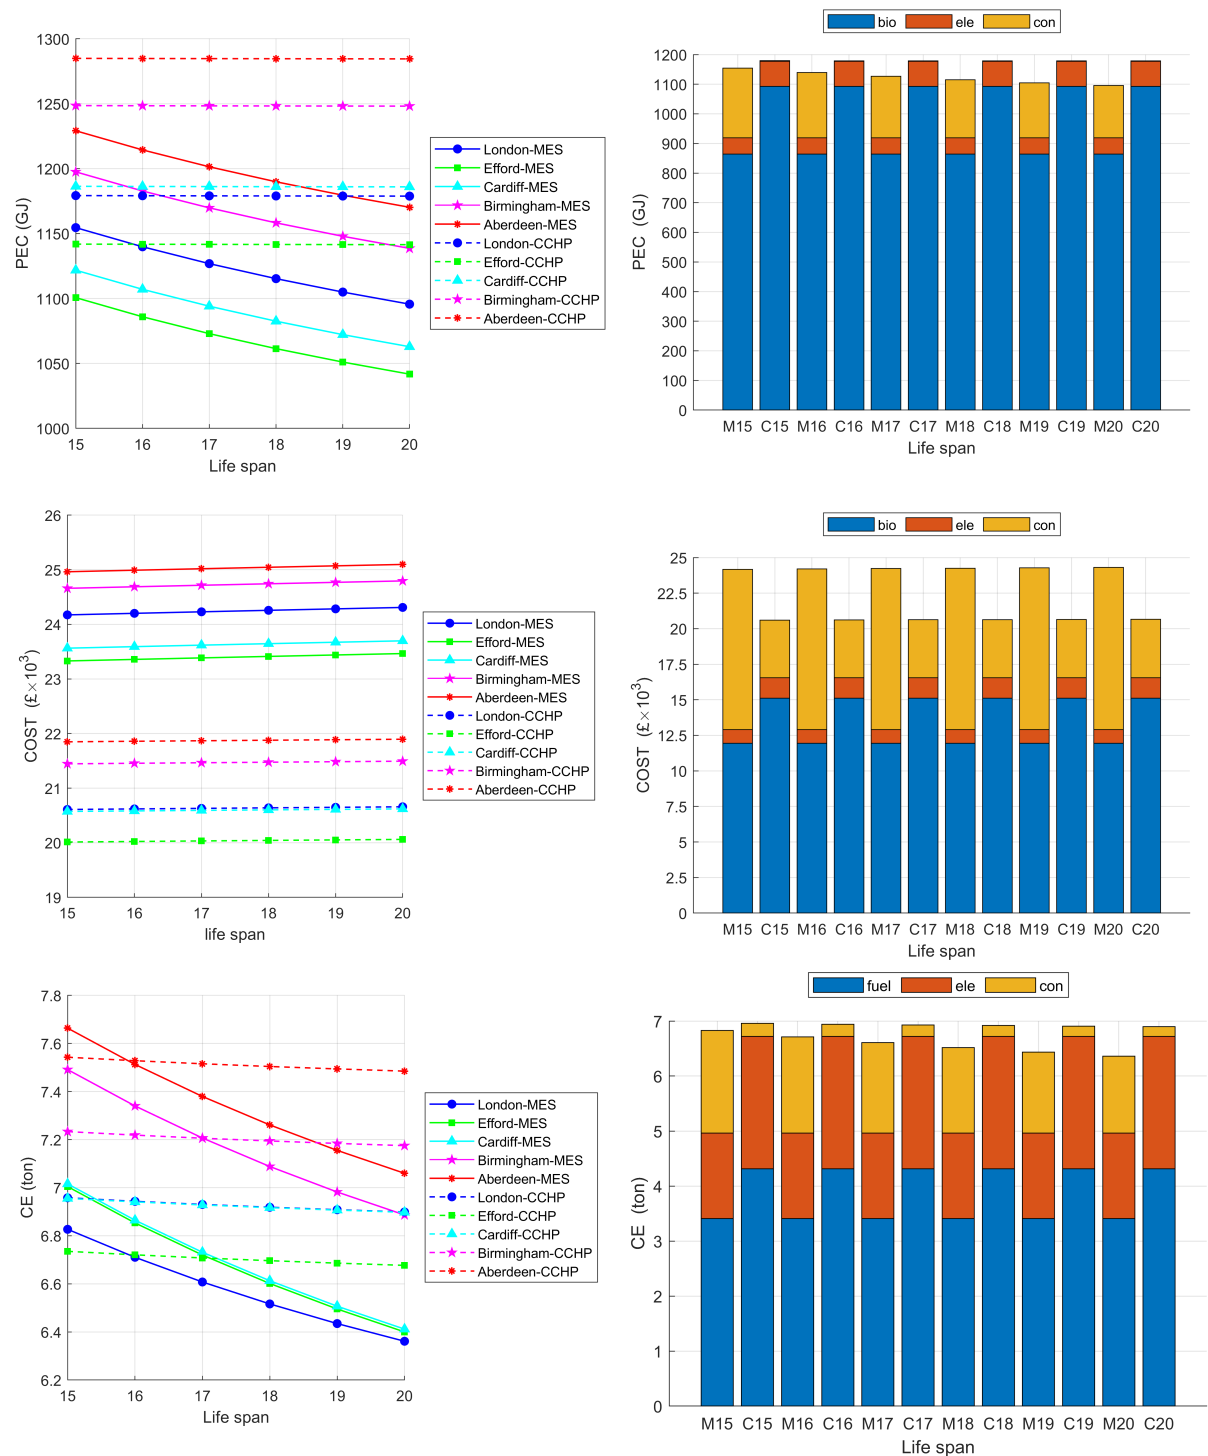 1300
1250
1200
1150
1100
1050
1000
15 16 17 18 19 20
PEC (GJ)
Life span
London-MES
Efford-MES
Cardiff-MES
Birmingham-MES
Aberdeen-MES
London-CCHP
Efford-CCHP
Cardiff-CCHP
Birmingham-CCHP
Aberdeen-CCHP
bio ele con
1200
1100
1000
900
800
700
600
500
400
300
200
100
0
PEC (GJ)
M15 C15 M16 C16 M17 C17 M18 C18 M19 C19 M20 C20
Life span
26
25
24
23
22
21
20
19
15 16 17 18 19 20
COST (£×10³)
life span
London-MES
Efford-MES
Cardiff-MES
Birmingham-MES
Aberdeen-MES
London-CCHP
Efford-CCHP
Cardiff-CCHP
Birmingham-CCHP
Aberdeen-CCHP
bio ele con
25
22.5
20
17.5
15
12.5
10
7.5
5
2.5
0
COST (£×10³)
M15 C15 M16 C16 M17 C17 M18 C18 M19 C19 M20 C20
Life span
7.8
7.6
7.4
7.2
7
6.8
6.6
6.4
6.2
15 16 17 18 19 20
CE (ton)
Life span
London-MES
Efford-MES
Cardiff-MES
Birmingham-MES
Aberdeen-MES
London-CCHP
Efford-CCHP
Cardiff-CCHP
Birmingham-CCHP
Aberdeen-CCHP
fuel ele con
7
6
5
4
3
2
1
0
CE (ton)
M15 C15 M16 C16 M17 C17 M18 C18 M19 C19 M20 C20
Life span